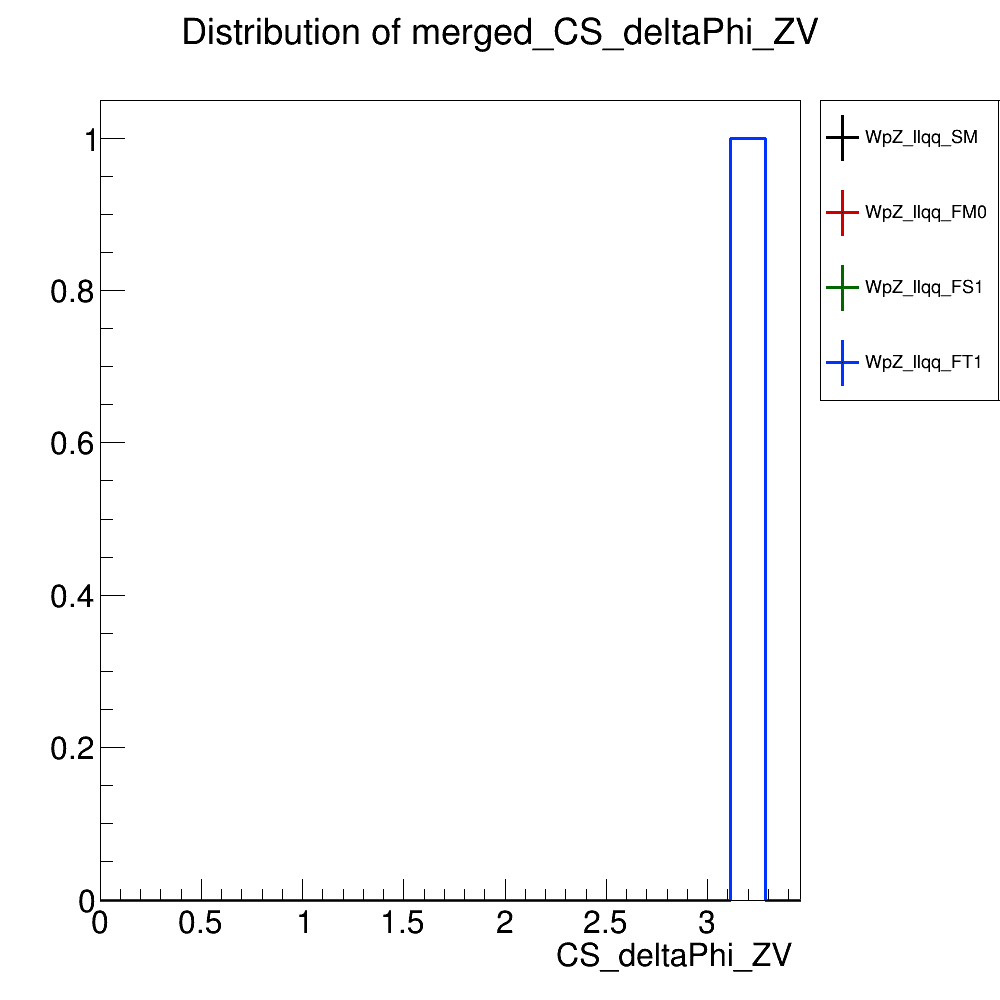 Distribution of merged_CS_deltaPhi_ZV
1
0.8
0.6
0.4
0.2
0
0 0.5 1 1.5 2 2.5 3
CS_deltaPhi_ZV
WpZ_llqq_SM
WpZ_llqq_FM0
WpZ_llqq_FS1
WpZ_llqq_FT1